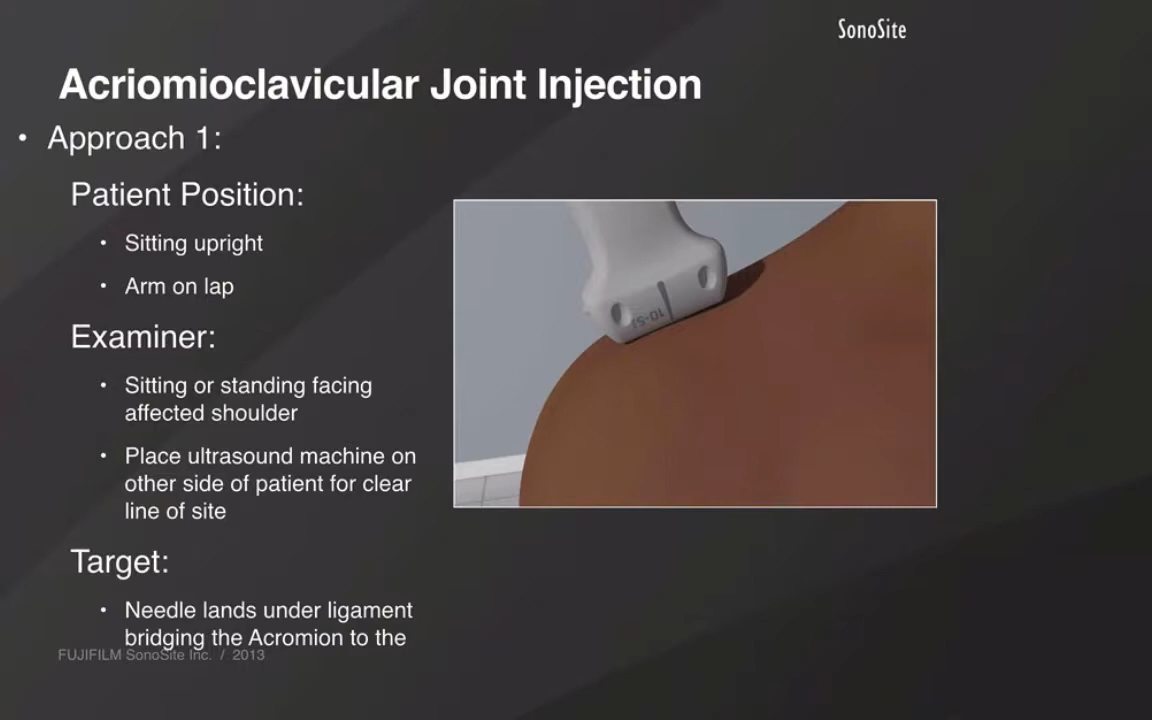 SonoSite
Acriomioclavicular Joint Injection
• Approach 1:
Patient Position:
• Sitting upright
• Arm on lap
Examiner:
• Sitting or standing facing
affected shoulder
• Place ultrasound machine on
other side of patient for clear
line of site
Target:
• Needle lands under ligament
bridging the Acromion to the
FUJIFILM SonoSite Inc. / 2013